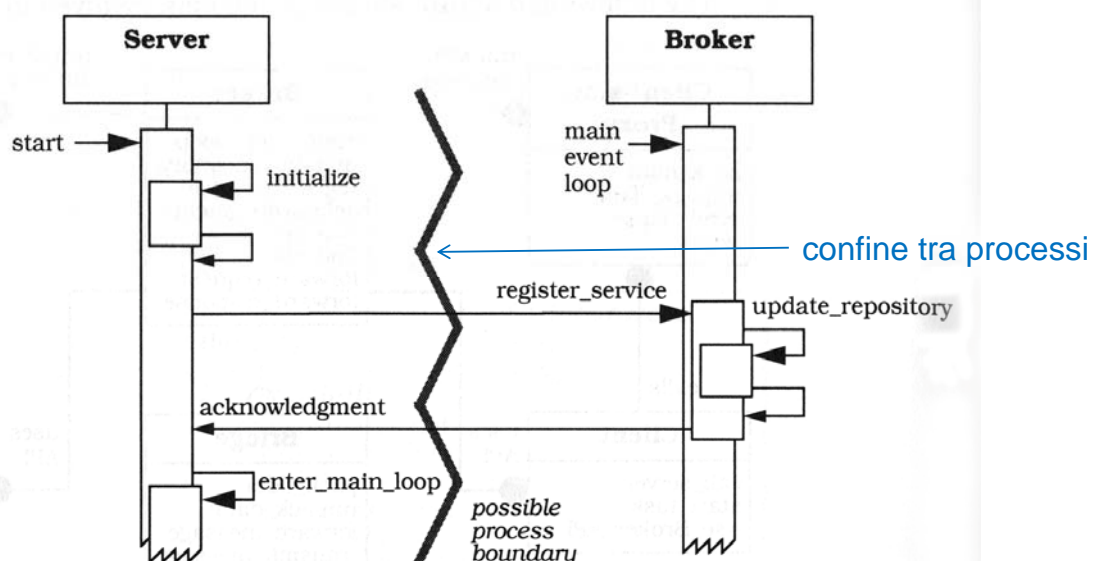 Server
Broker
start
main
event
loop
initialize
confine tra processi
register_service
update_repository
acknowledgment
enter_main_loop
possible
process
boundary